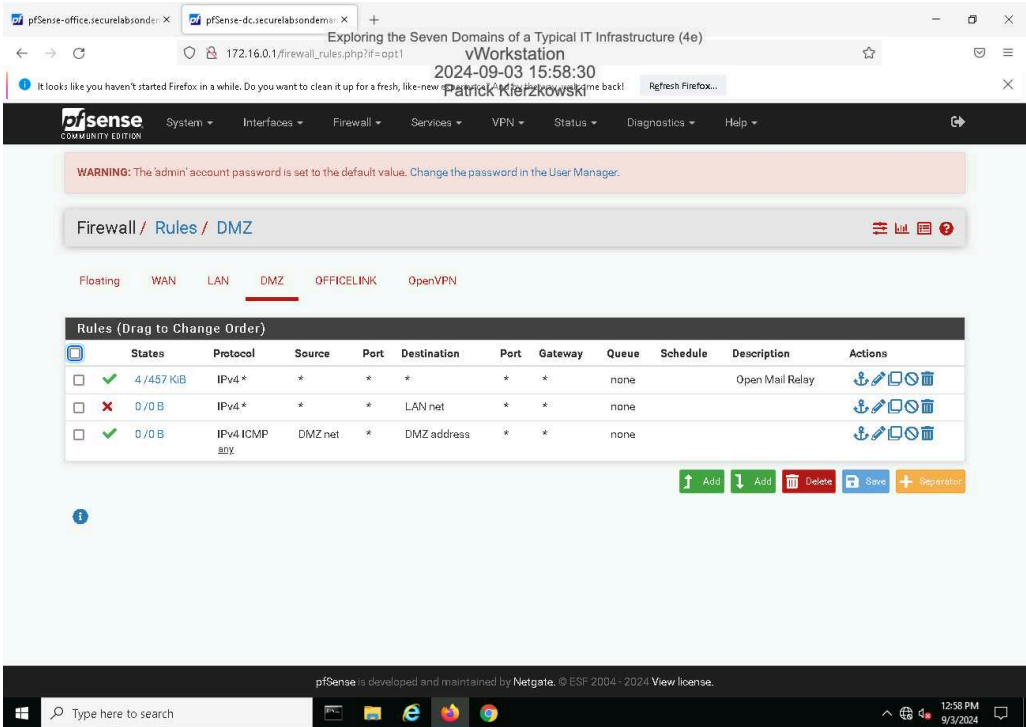 pfSense-office.securelabsondem
pfSense-dc.securelabsondeman
Exploring the Seven Domains of a Typical IT Infrastructure (4e)
172.16.0.1/firewall_rules.php?if=opt1
vWorkstation
2024-09-03 15:58:30
It looks like you haven't started Firefox in a while. Do you want to clean it up for a fresh, like-new me back!
Refresh Firefox...
Patrick Kierzkowski
pfsense
COMMUNITY EDITION
System Interfaces Firewall Services VPN Status Diagnostics Help
WARNING: The 'admin' account password is set to the default value. Change the password in the User Manager.
Firewall / Rules / DMZ
Floating WAN LAN DMZ OFFICELINK OpenVPN
Rules (Drag to Change Order)
States Protocol Source Port Destination Port Gateway Queue Schedule Description Actions
4 /457 KiB IPv4 * * * * * * none Open Mail Relay
0 /0 B IPv4 * * * LAN net * * none
0 /0 B IPv4 ICMP DMZ net * DMZ address * * none
any
Add Add Delete Save Separator
pfSense is developed and maintained by Netgate. © ESF 2004 - 2024 View license.
Type here to search
12:58 PM
9/3/2024